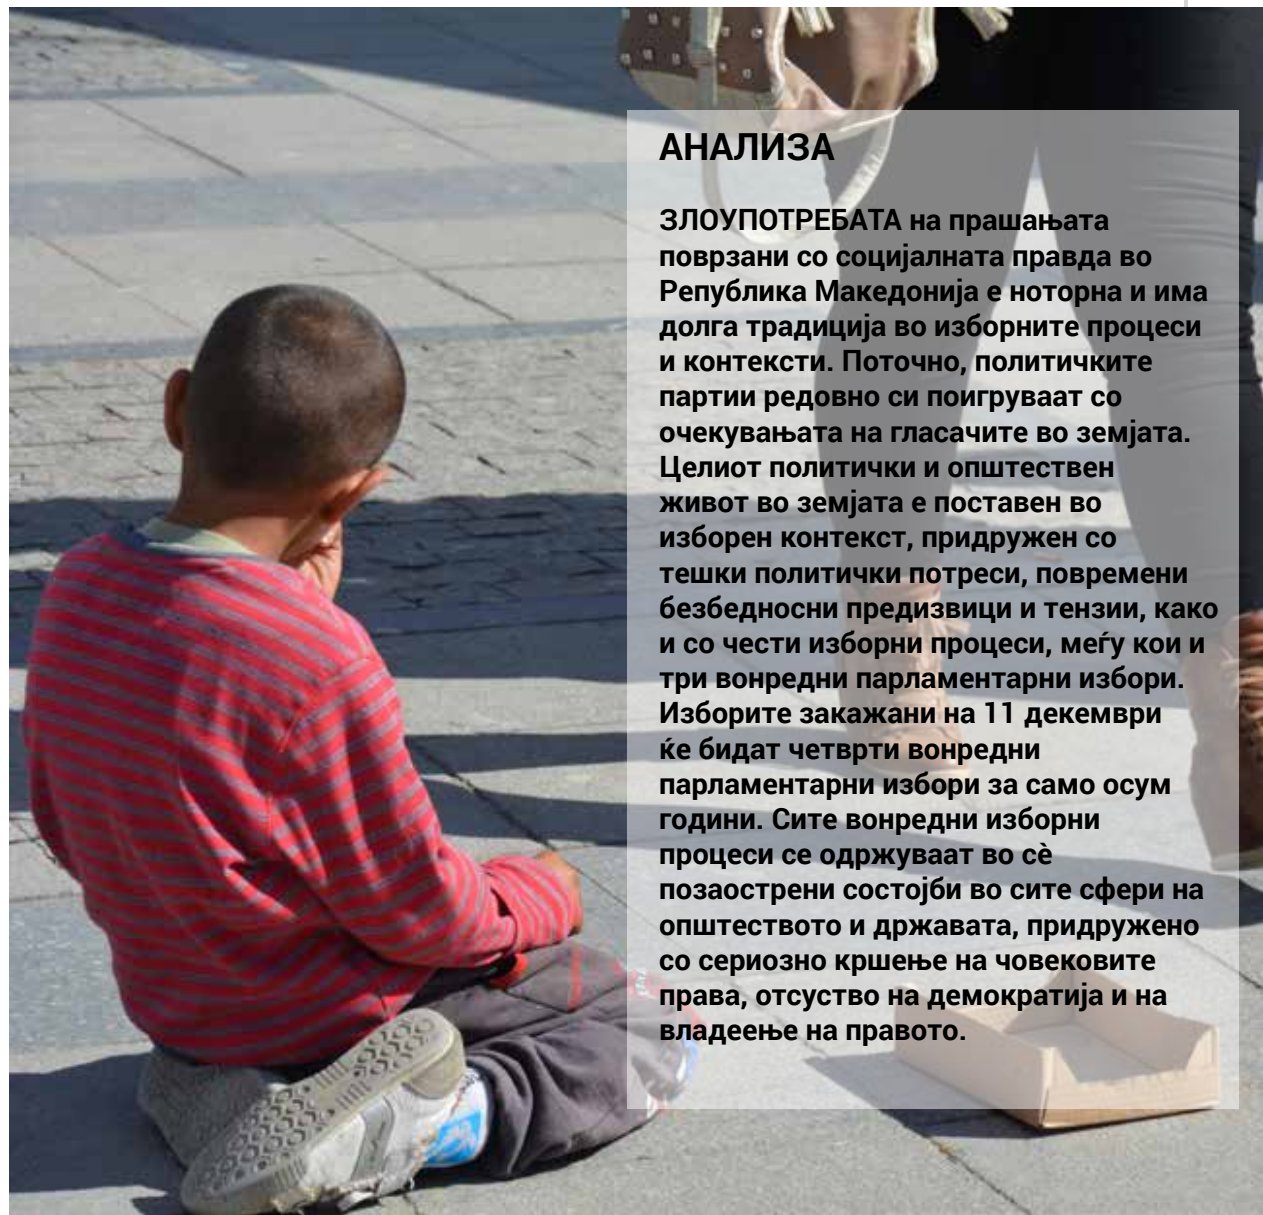 АНАЛИЗА
ЗЛОУПОТРЕБАТА на прашањата
поврзани со социјалната правда во
Република Македонија е ноторна и има
долга традиција во изборните процеси
и контексти. Поточно, политичките
партии редовно си поигруваат со
очекувањата на гласачите во земјата.
Целиот политички и општествен
живот во земјата е поставен во
изборен контекст, придружен со
тешки политички потреси, повремени
безбедносни предизвици и тензии, како
и со чести изборни процеси, меѓу кои и
три вонредни парламентарни избори.
Изборите закажани на 11 декември
ќе бидат четврти вонредни
парламентарни избори за само осум
години. Сите вонредни изборни
процеси се одржуваат во сѐ
позаострени состојби во сите сфери на
општеството и државата, придружено
со сериозно кршење на човековите
права, отсуство на демократија и на
владеење на правото.